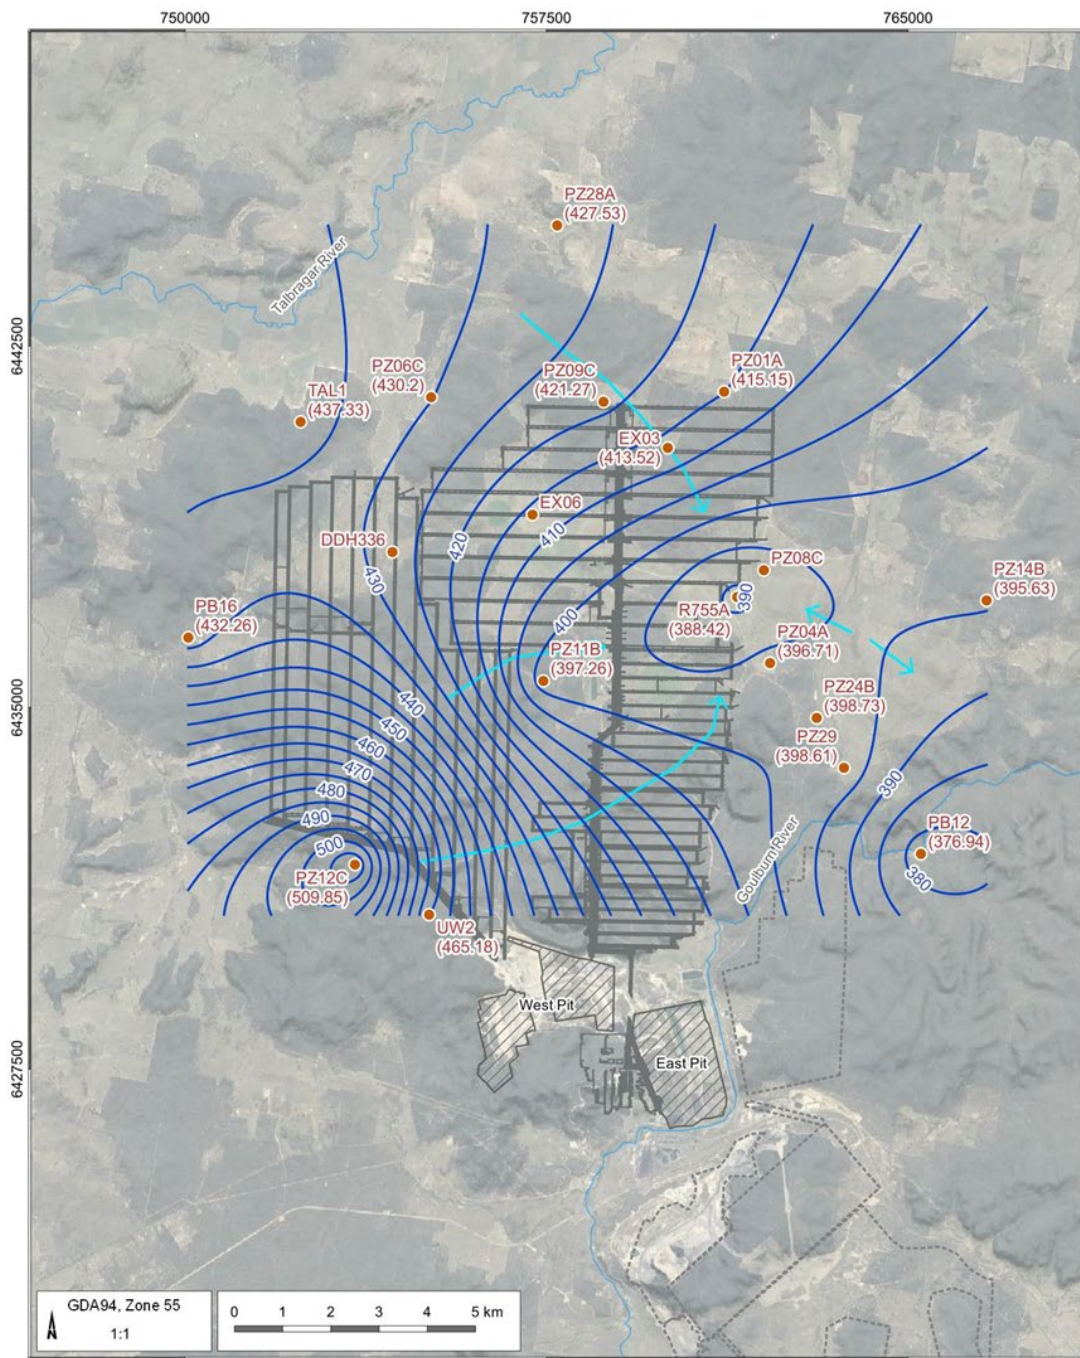 750000
757500
765000
PZ28A
(427.53)
Talbragar River
6442500
PZ06C
(430.2)
PZ09C
(421.27)
PZ01A
(415.15)
TAL1
(437.33)
EX03
(413.52)
EX06
420
410
DDH336
430
PZ08C
PZ14B
(395.63)
390
PB16
(432.26)
R755A
(388.42)
400
PZ04A
(396.71)
PZ11B
(397.26)
6435000
440
PZ24B
(398.73)
450
PZ29
(398.61)
460
470
390
480
490
PB12
(376.94)
500
Goulburn River
380
PZ12C
(509.85)
UW2
(465.18)
West Pit
East Pit
6427500
GDA94, Zone 55
N
1:1
0 1 2 3 4 5 km